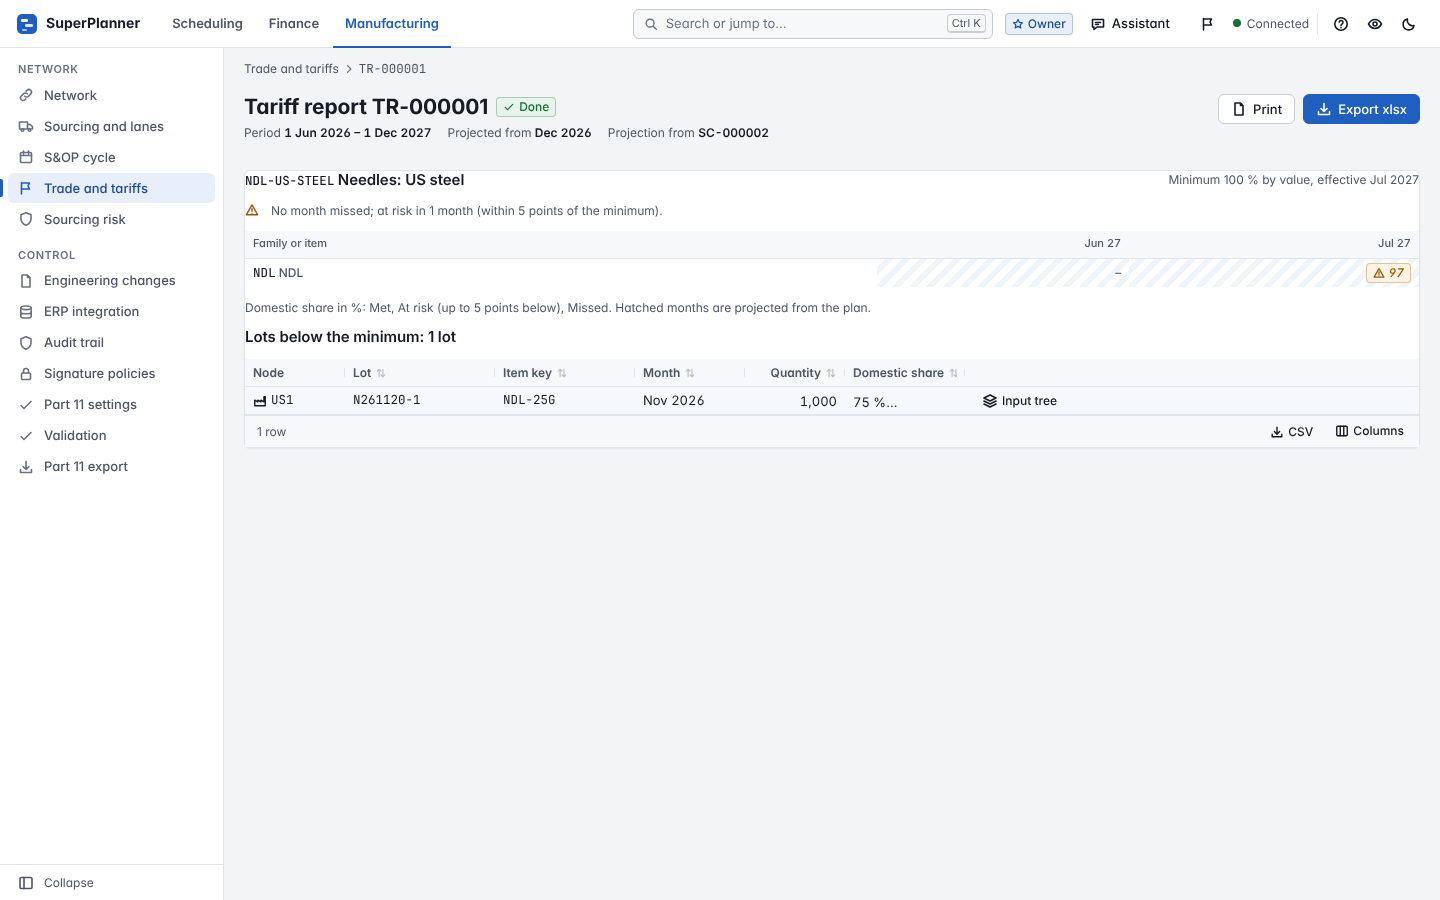 SuperPlanner Scheduling Finance Manufacturing Search or jump to... Ctrl K Owner Assistant Connected
NETWORK
Network
Sourcing and lanes
S&OP cycle
Trade and tariffs
Sourcing risk
CONTROL
Engineering changes
ERP integration
Audit trail
Signature policies
Part 11 settings
Validation
Part 11 export
Collapse
Trade and tariffs > TR-000001
Tariff report TR-000001 Done
Print Export xlsx
Period 1 Jun 2026 – 1 Dec 2027 Projected from Dec 2026 Projection from SC-000002
NDL-US-STEEL Needles: US steel Minimum 100 % by value, effective Jul 2027
No month missed; at risk in 1 month (within 5 points of the minimum).
Family or item Jun 27 Jul 27
NDL NDL – 97
Domestic share in %: Met, At risk (up to 5 points below), Missed. Hatched months are projected from the plan.
Lots below the minimum: 1 lot
Node Lot Item key Month Quantity Domestic share
US1 N261120-1 NDL-25G Nov 2026 1,000 75 %... Input tree
1 row CSV Columns